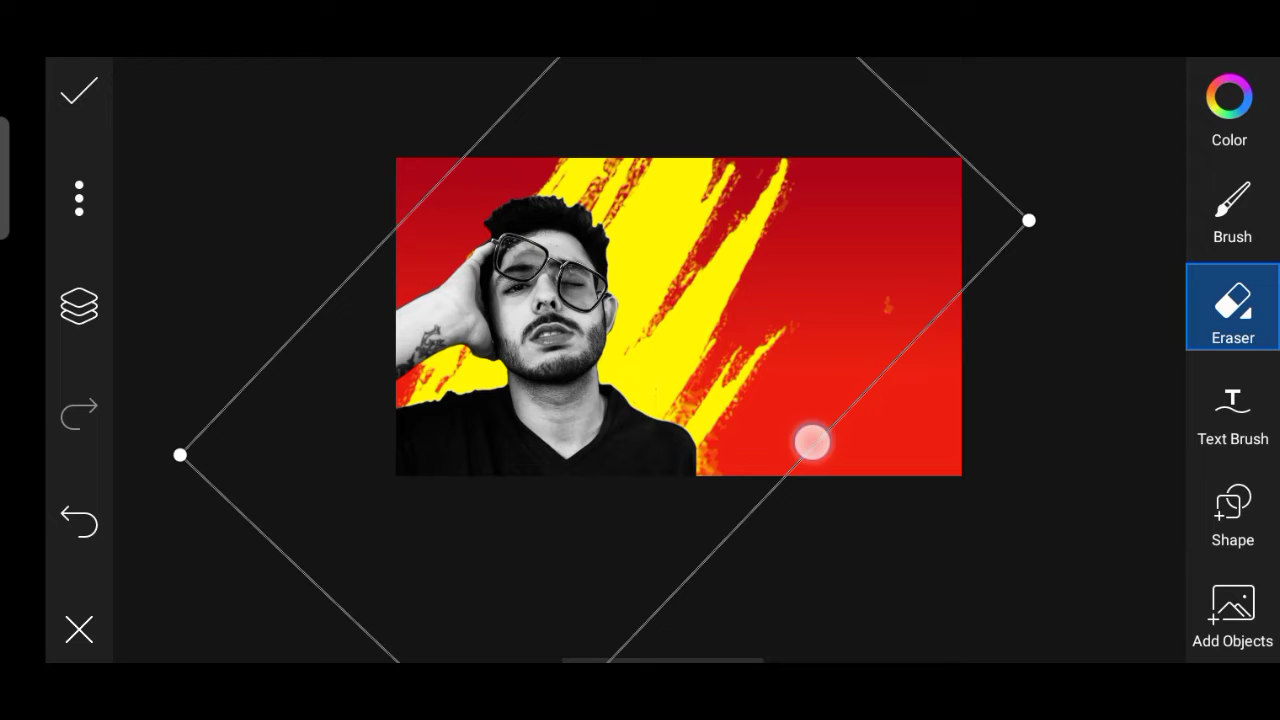 Color
Brush
Eraser
Text Brush
Shape
Add Objects